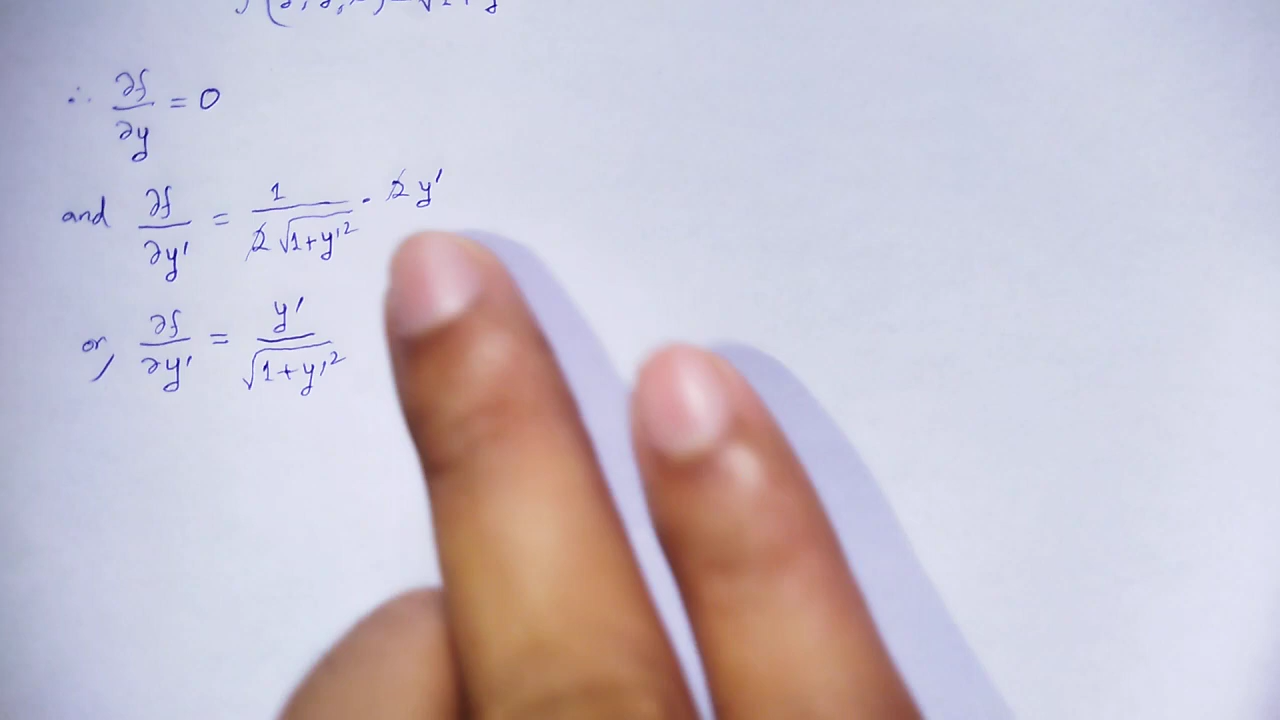 ∴ ∂f/∂y = 0
and ∂f/∂y' = 1/(2√(1+y'²)) · 2y'
or, ∂f/∂y' = y'/√(1+y'²)